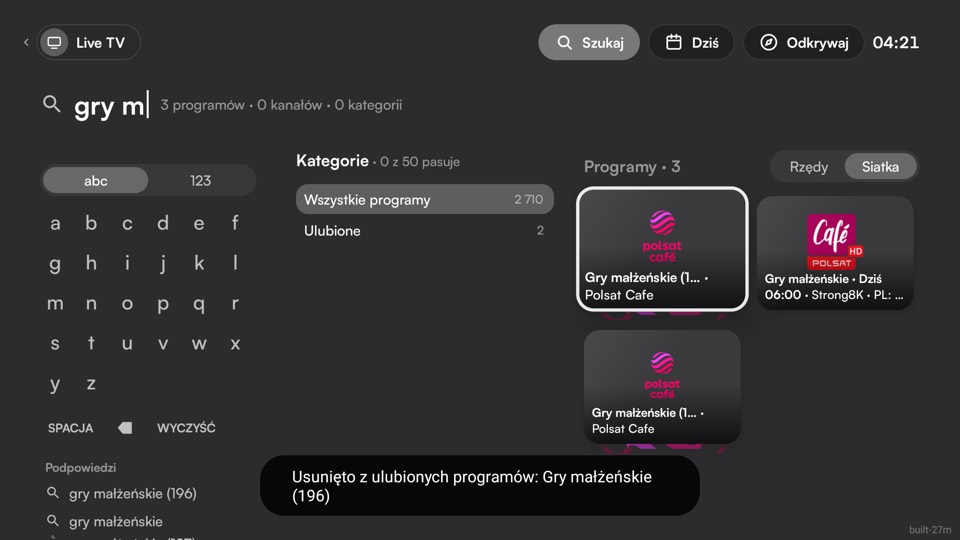 Live TV
Szukaj
Dziś
Odkrywaj
04:21
gry m
3 programów · 0 kanałów · 0 kategorii
abc
123
a b c d e f
g h i j k l
m n o p q r
s t u v w x
y z
SPACJA
WYCZYŚĆ
Podpowiedzi
gry małżeńskie (196)
gry małżeńskie
Kategorie · 0 z 50 pasuje
Wszystkie programy 2 710
Ulubione 2
Programy · 3
Rzędy
Siatka
polsat
café
Gry małżeńskie (1... ·
Polsat Cafe
Café
HD
POLSAT
Gry małżeńskie · Dziś
06:00 · Strong8K · PL: ...
polsat
café
Gry małżeńskie (1... ·
Polsat Cafe
Usunięto z ulubionych programów: Gry małżeńskie
(196)
built-27m